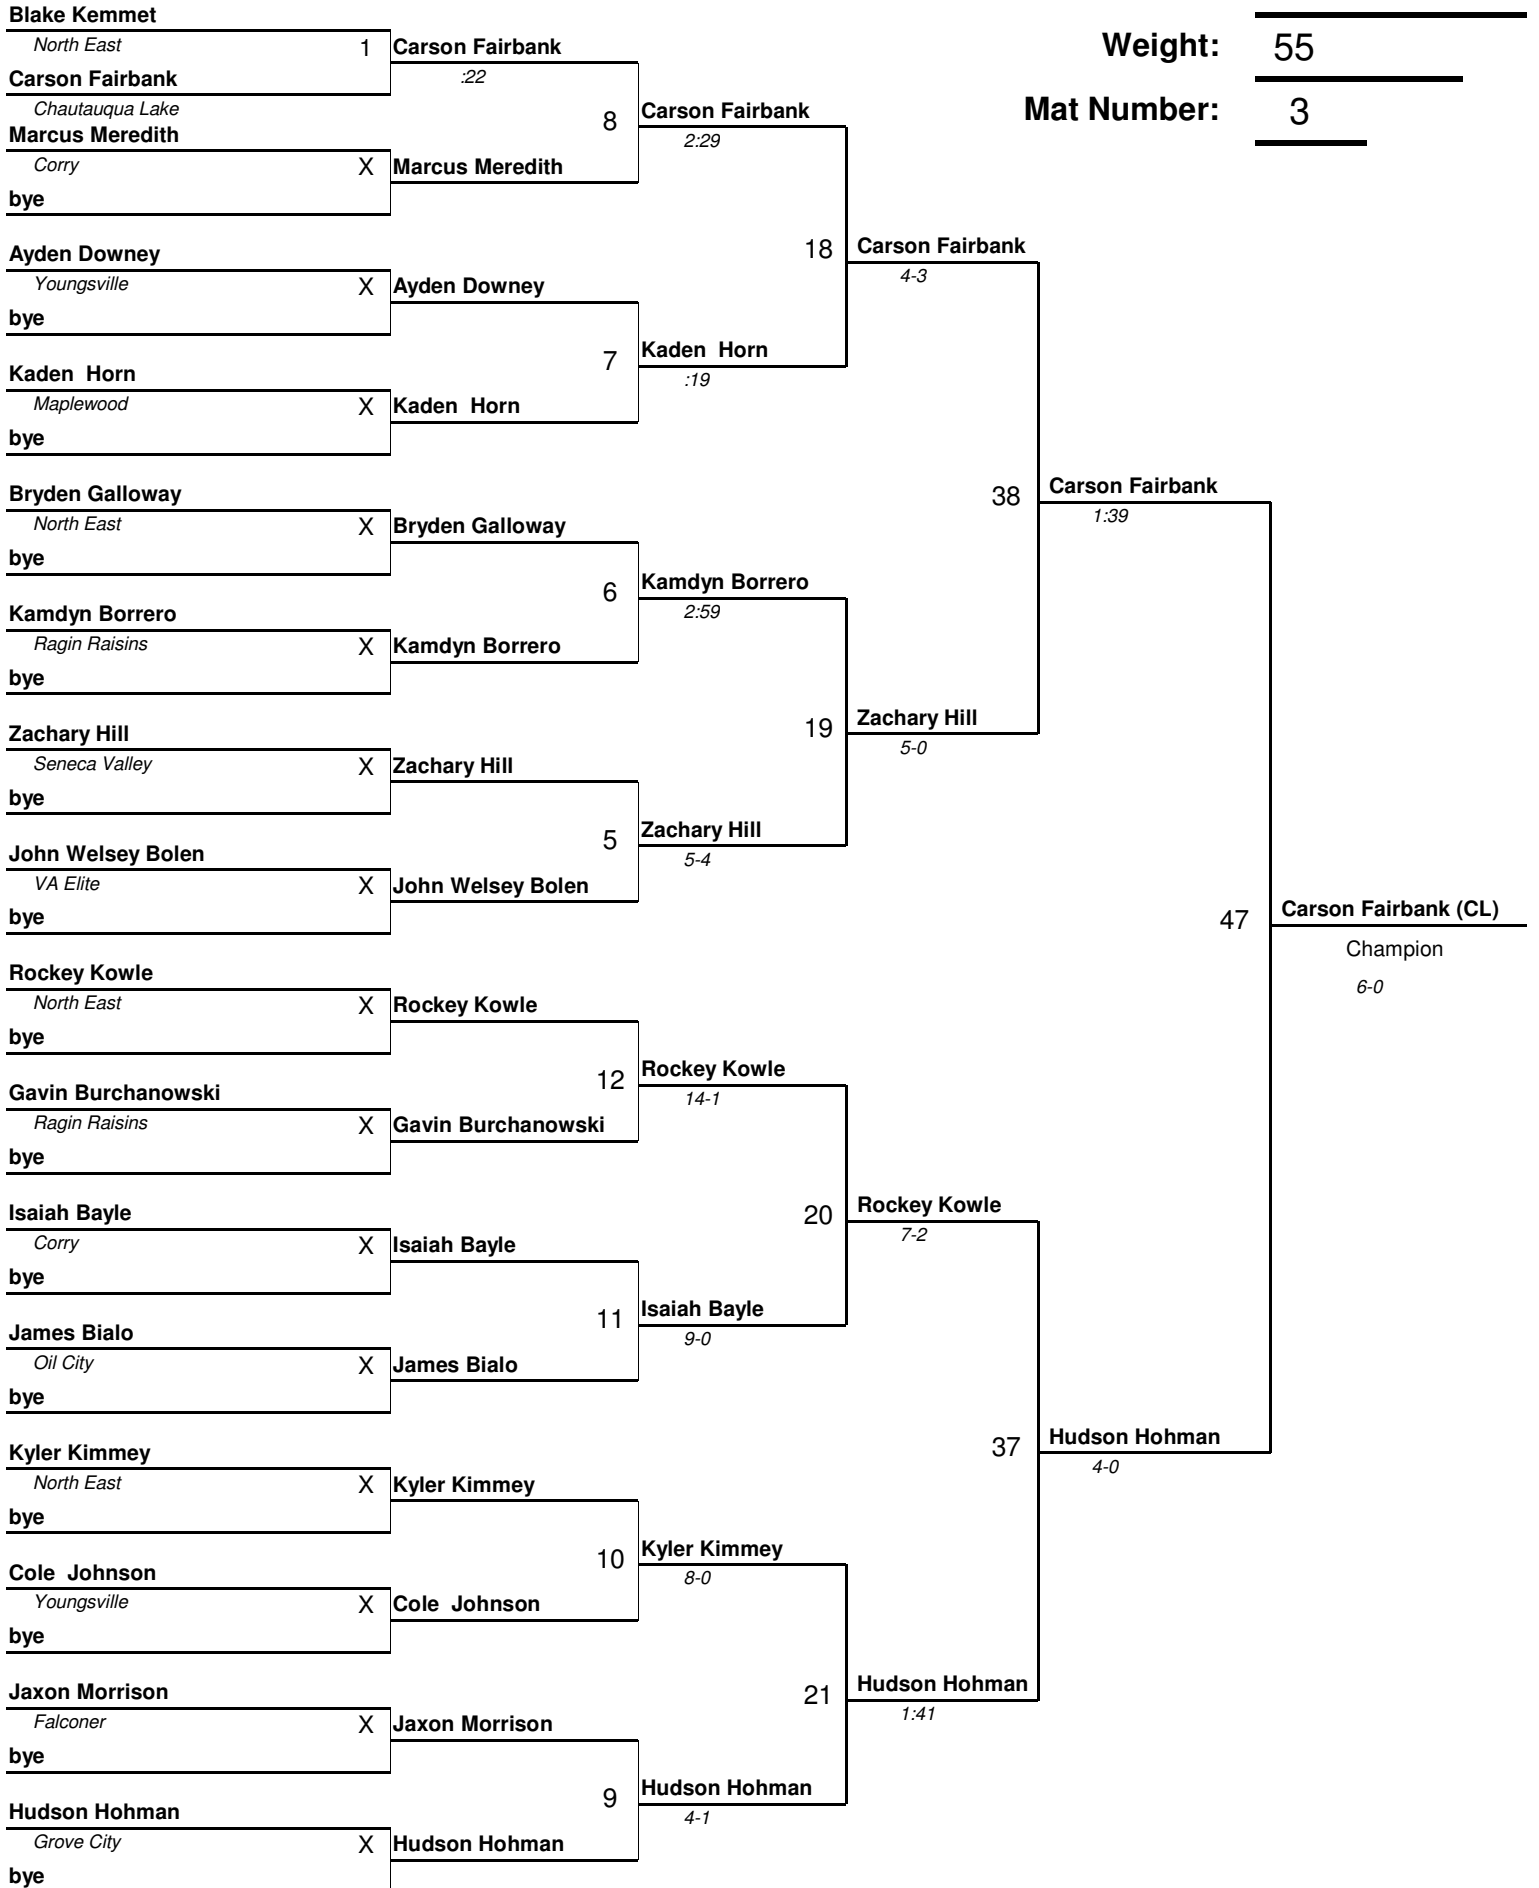 Weight: 55
Mat Number: 3
Blake Kemmet
North East
1
Carson Fairbank
Chautauqua Lake
Marcus Meredith
Corry
X
bye
Ayden Downey
Youngsville
X
bye
Kaden Horn
Maplewood
X
bye
Bryden Galloway
North East
X
bye
Kamdyn Borrero
Ragin Raisins
X
bye
Zachary Hill
Seneca Valley
X
bye
John Welsey Bolen
VA Elite
X
bye
Rockey Kowle
North East
X
bye
Gavin Burchanowski
Ragin Raisins
X
bye
Isaiah Bayle
Corry
X
bye
James Bialo
Oil City
X
bye
Kyler Kimmey
North East
X
bye
Cole Johnson
Youngsville
X
bye
Jaxon Morrison
Falconer
X
bye
Hudson Hohman
Grove City
X
bye
Carson Fairbank
:22
8
Marcus Meredith
Ayden Downey
7
Kaden Horn
Bryden Galloway
6
Kamdyn Borrero
Zachary Hill
5
John Welsey Bolen
Rockey Kowle
12
Gavin Burchanowski
Isaiah Bayle
11
James Bialo
Kyler Kimmey
10
Cole Johnson
Jaxon Morrison
9
Hudson Hohman
Carson Fairbank
2:29
18
Kaden Horn
:19
Kamdyn Borrero
2:59
19
Zachary Hill
5-4
Rockey Kowle
14-1
20
Isaiah Bayle
9-0
Kyler Kimmey
8-0
21
Hudson Hohman
4-1
Carson Fairbank
4-3
38
Zachary Hill
5-0
Rockey Kowle
7-2
37
Hudson Hohman
1:41
Carson Fairbank
1:39
47
Hudson Hohman
4-0
Carson Fairbank (CL)
Champion
6-0